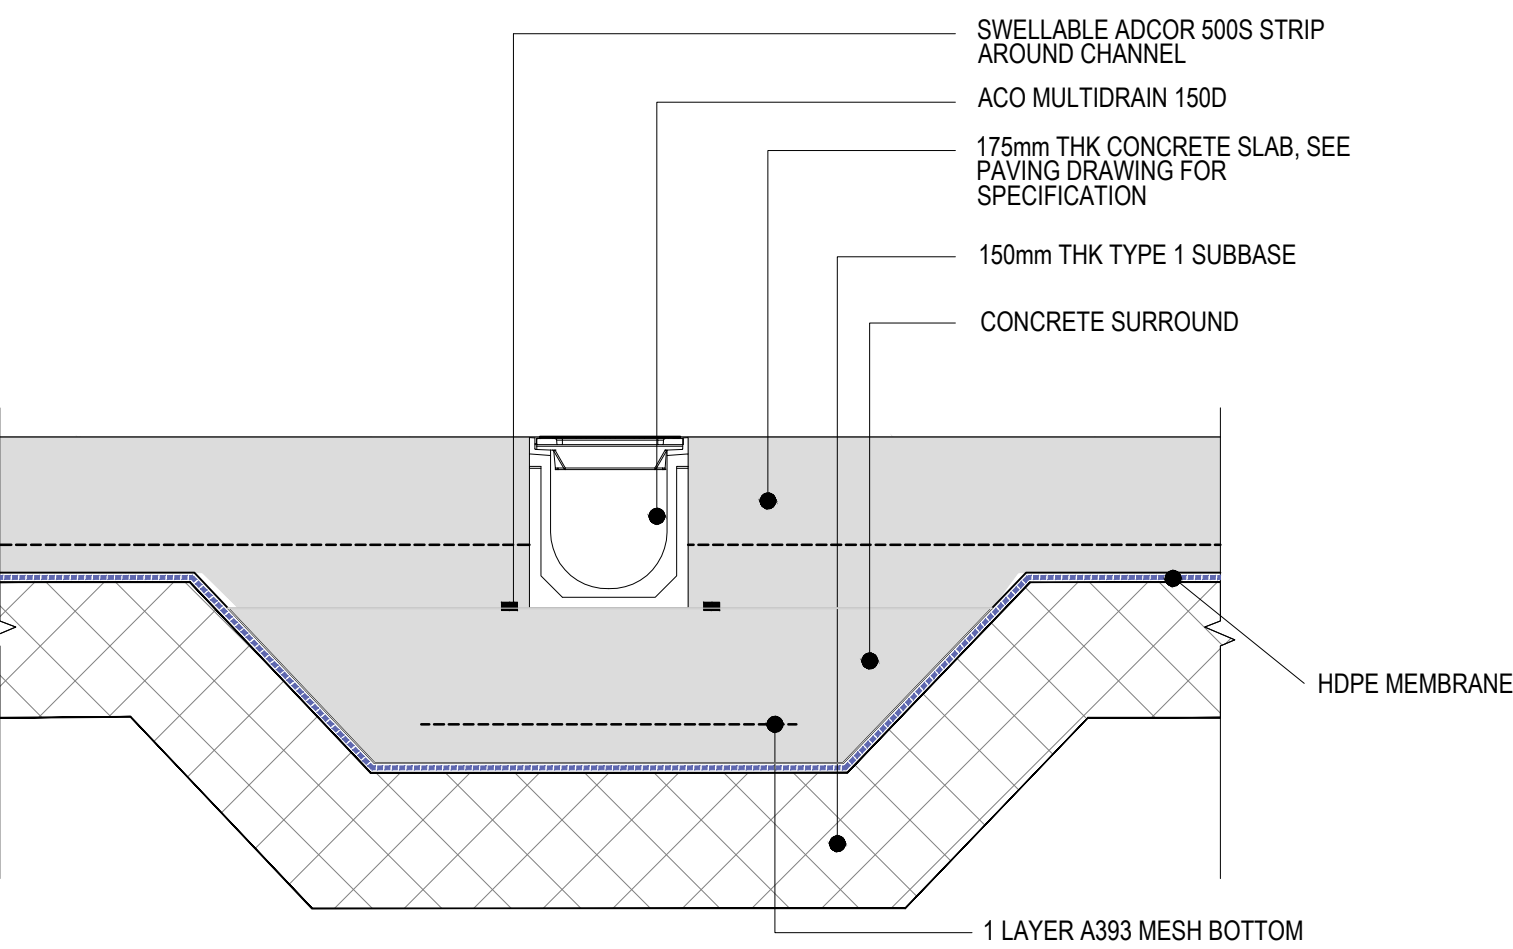 SWELLABLE ADCOR 500S STRIP
AROUND CHANNEL
ACO MULTIDRAIN 150D
175mm THK CONCRETE SLAB, SEE
PAVING DRAWING FOR
SPECIFICATION
150mm THK TYPE 1 SUBBASE
CONCRETE SURROUND
HDPE MEMBRANE
1 LAYER A393 MESH BOTTOM